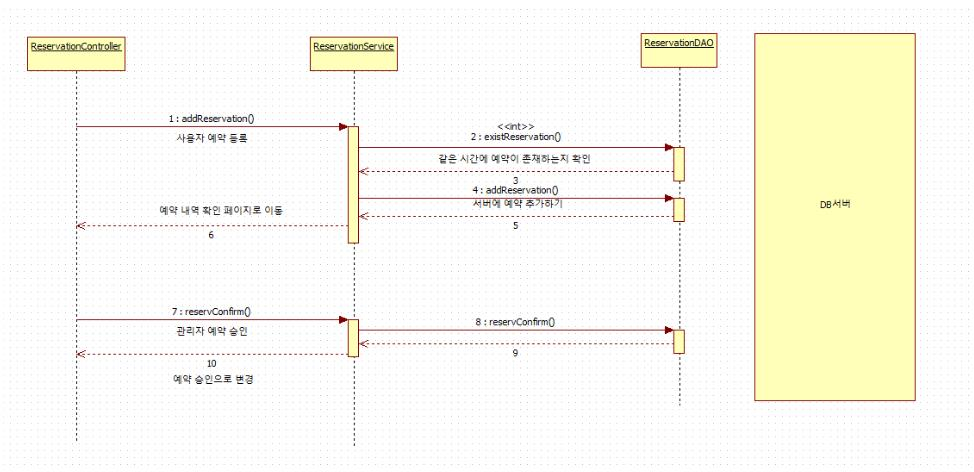 ReservationController
ReservationService
ReservationDAO
1 : addReservation()
사용자 예약 등록
<<int>>
2 : existReservation()
같은 시간에 예약이 존재하는지 확인
3
4 : addReservation()
서버에 예약 추가하기
5
예약 내역 확인 페이지로 이동
6
DB서버
7 : reservConfirm()
관리자 예약 승인
8 : reservConfirm()
9
10
예약 승인으로 변경